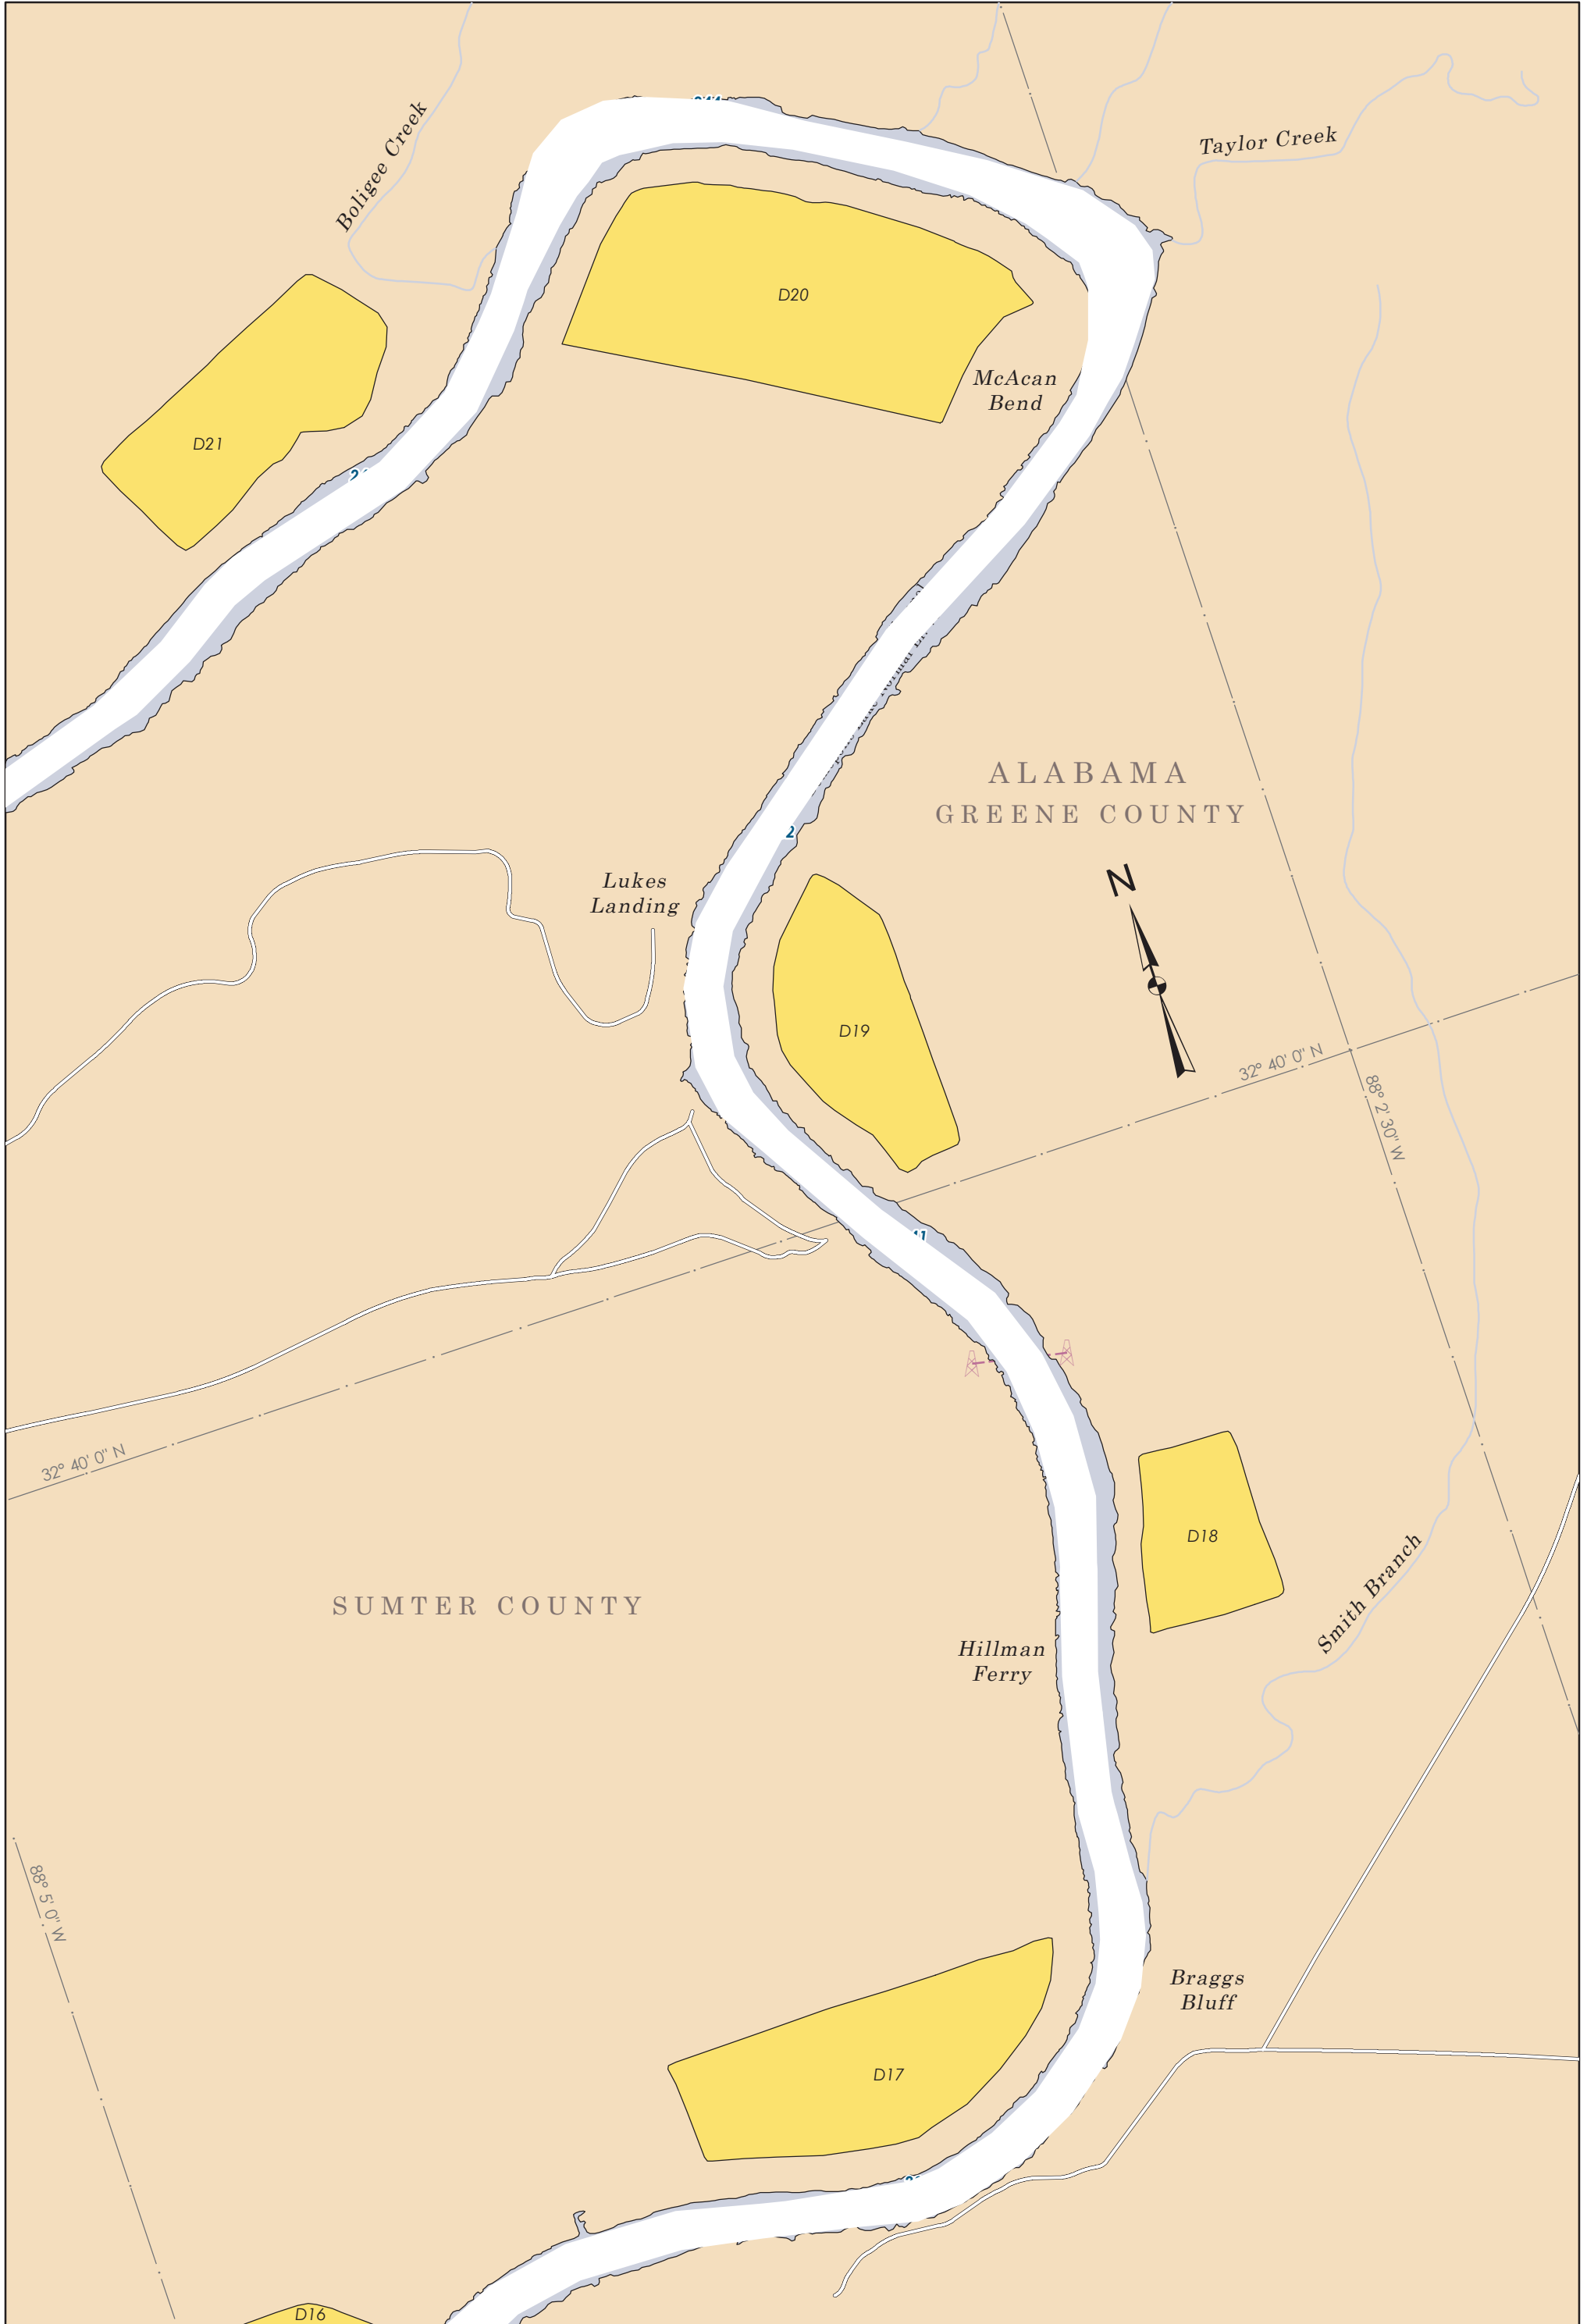 Boligee Creek
Taylor Creek
D20
McAcan
Bend
D21
ALABAMA
GREENE COUNTY
Lukes
Landing
N
D19
32° 40' 0" N
88° 2' 30" W
32° 40' 0" N
D18
Smith Branch
SUMTER COUNTY
Hillman
Ferry
88° 5' 0" W
Braggs
Bluff
D17
D16